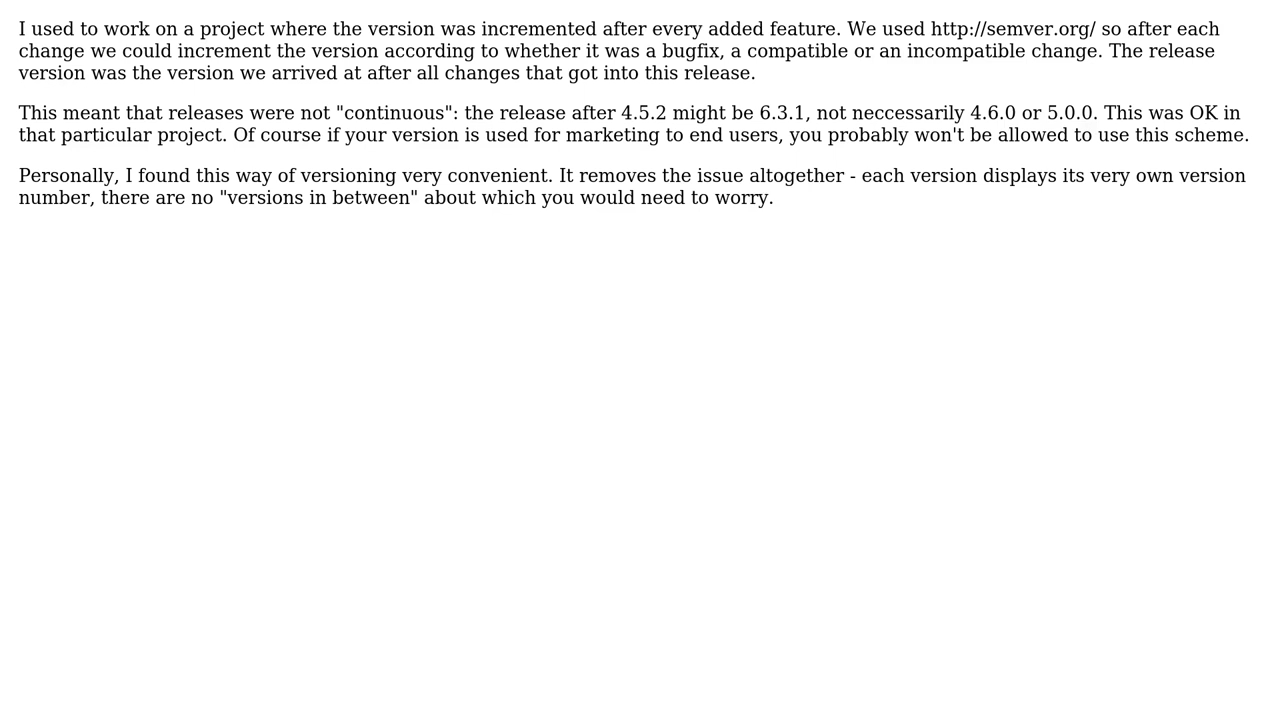 I used to work on a project where the version was incremented after every added feature. We used http://semver.org/ so after each
change we could increment the version according to whether it was a bugfix, a compatible or an incompatible change. The release
version was the version we arrived at after all changes that got into this release.
This meant that releases were not "continuous": the release after 4.5.2 might be 6.3.1, not neccessarily 4.6.0 or 5.0.0. This was OK in
that particular project. Of course if your version is used for marketing to end users, you probably won't be allowed to use this scheme.
Personally, I found this way of versioning very convenient. It removes the issue altogether - each version displays its very own version
number, there are no "versions in between" about which you would need to worry.